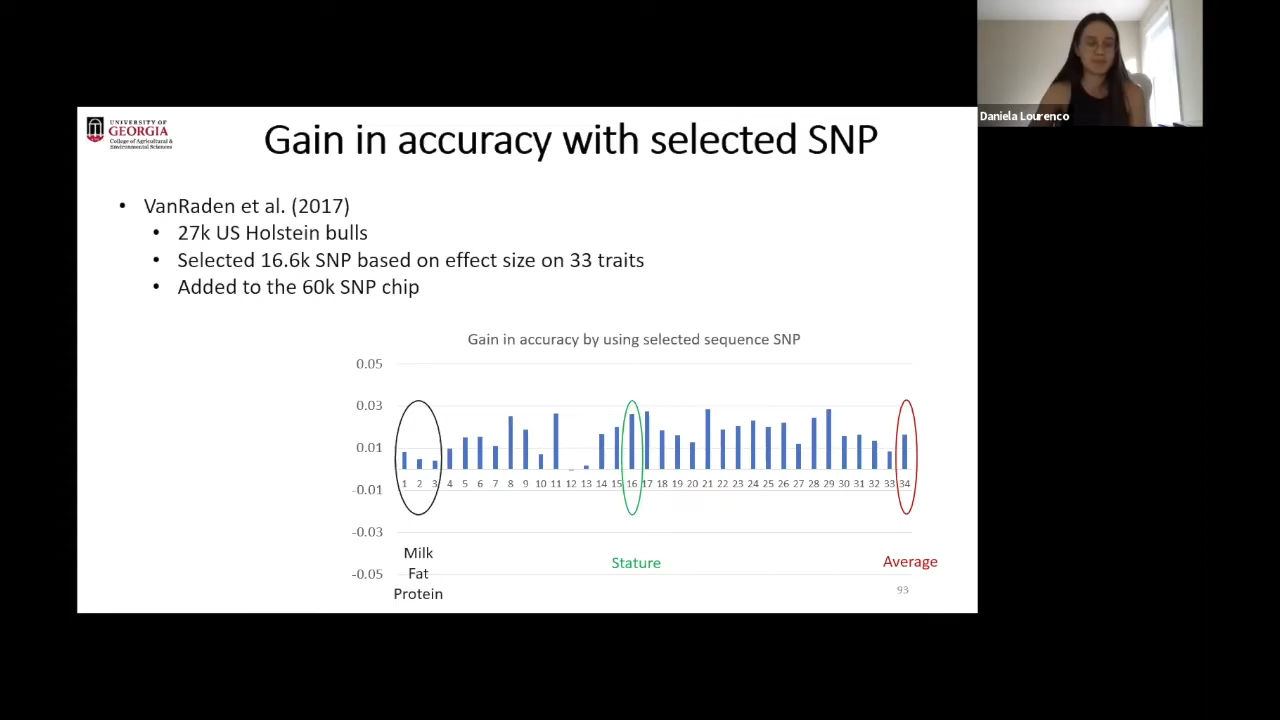 Daniela Lourenco
UNIVERSITY OF
GEORGIA
College of Agricultural &
Environmental Sciences
Gain in accuracy with selected SNP
• VanRaden et al. (2017)
• 27k US Holstein bulls
• Selected 16.6k SNP based on effect size on 33 traits
• Added to the 60k SNP chip
Gain in accuracy by using selected sequence SNP
0.05
0.03
0.01
-0.01
-0.03
-0.05
1 2 3 4 5 6 7 8 9 10 11 12 13 14 15 16 17 18 19 20 21 22 23 24 25 26 27 28 29 30 31 32 33 34
Milk
Fat
Protein
Stature
Average
93